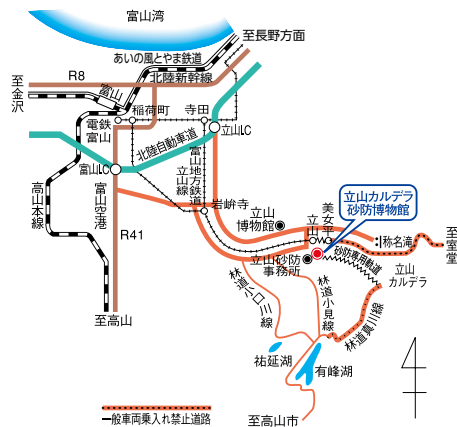 富山湾
至長野方面
あいの風とやま鉄道
R8
北陸新幹線
至金沢
富山
稲荷町
寺田
電鉄富山
立山I.C
北陸自動車道
富山I.C
富山地方鉄道
立山線
高山本線
富山空港
岩峅寺
R41
立山博物館
立山
美女平
立山カルデラ
砂防博物館
称名滝
至室堂
立山砂防
事務所
砂防専用軌道
立山
カルデラ
林道小口川線
林道小見線
林道真川線
至高山
祐延湖
有峰湖
至高山市
一般車両乗入れ禁止道路